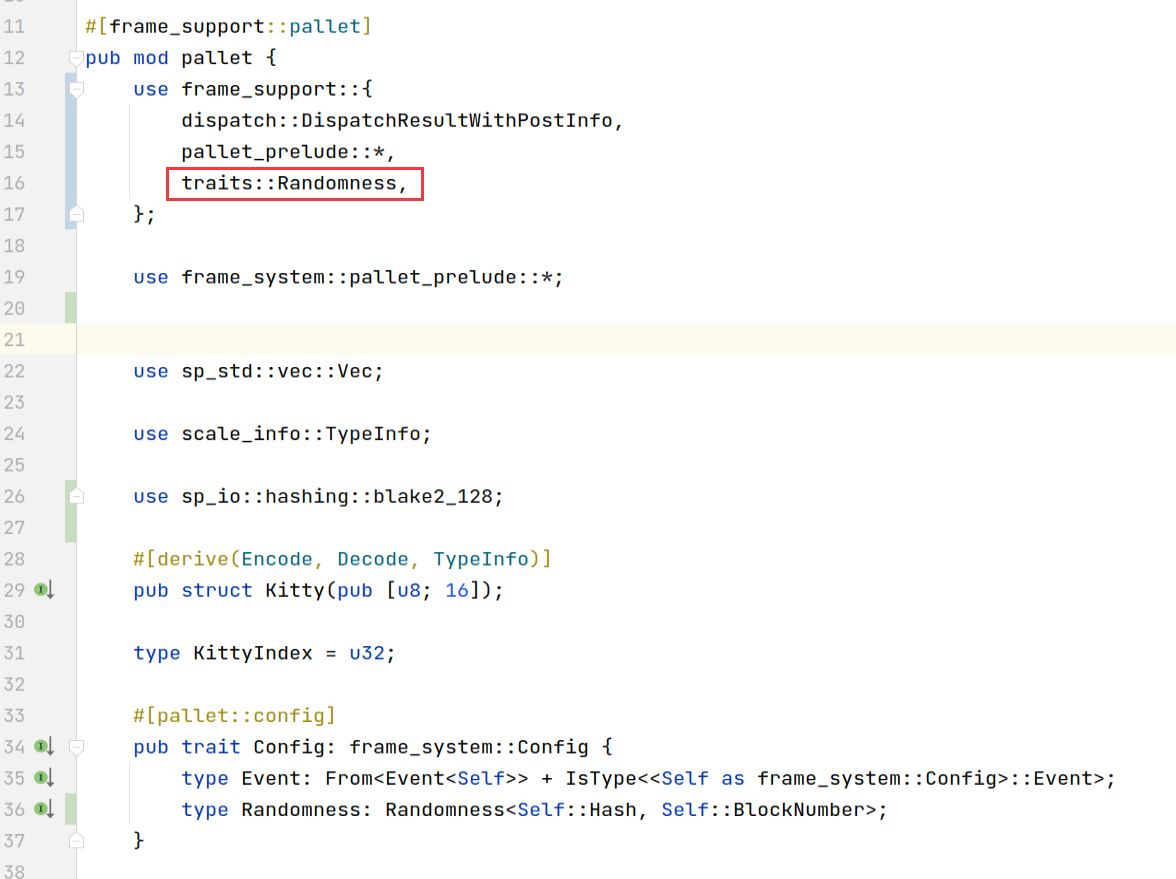 11 #[frame_support::pallet]
12 pub mod pallet {
13     use frame_support::{
14         dispatch::DispatchResultWithPostInfo,
15         pallet_prelude::*,
16         traits::Randomness,
17     };
18
19     use frame_system::pallet_prelude::*;
20
21
22     use sp_std::vec::Vec;
23
24     use scale_info::TypeInfo;
25
26     use sp_io::hashing::blake2_128;
27
28     #[derive(Encode, Decode, TypeInfo)]
29     pub struct Kitty(pub [u8; 16]);
30
31     type KittyIndex = u32;
32
33     #[pallet::config]
34     pub trait Config: frame_system::Config {
35         type Event: From<Event<Self>> + IsType<<Self as frame_system::Config>::Event>;
36         type Randomness: Randomness<Self::Hash, Self::BlockNumber>;
37     }
38